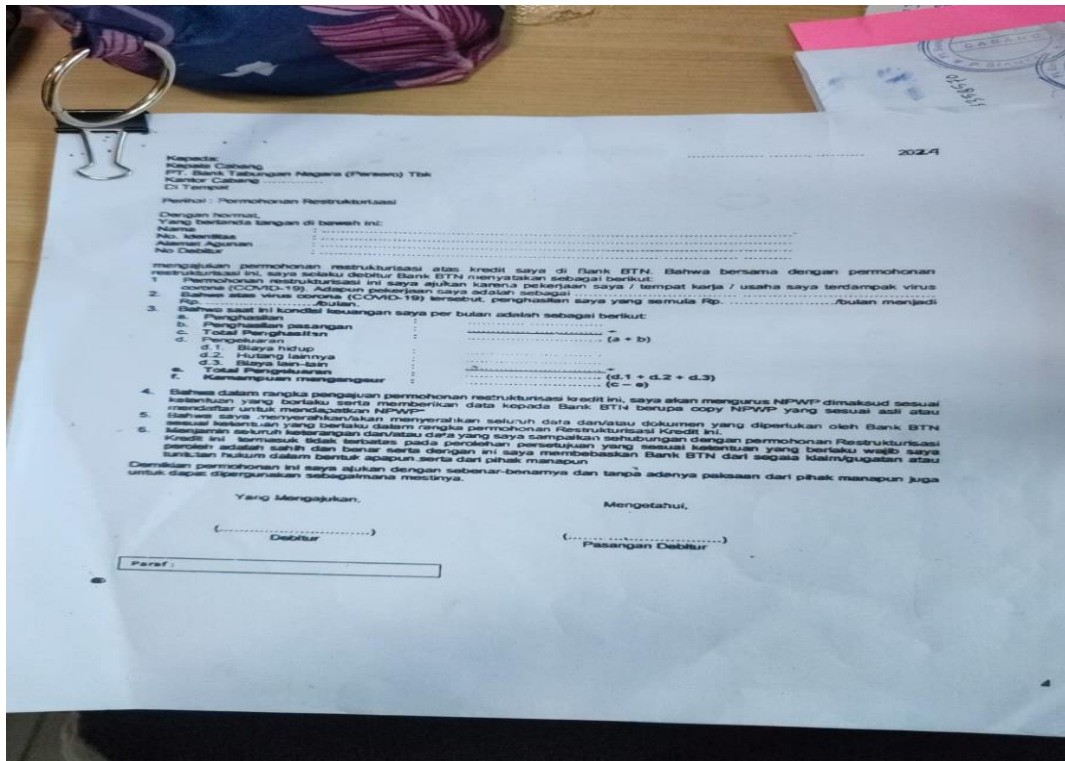 CABANG
1358570
Kepada:
Kepala Cabang
PT. Bank Tabungan Negara (Persero) Tbk
Kantor Cabang ..............
Di Tempat
.............................., .............. 2024
Perihal : Permohonan Restrukturisasi
Dengan hormat,
Yang bertanda tangan di bawah ini:
Nama : ..............................
No. Identitas : ..............................
Alamat Agunan : ..............................
No Debitur : ..............................
mengajukan permohonan restrukturisasi atas kredit saya di Bank BTN. Bahwa bersama dengan permohonan
restrukturisasi ini, saya selaku debitur Bank BTN menyatakan sebagai berikut:
1 Permohonan restrukturisasi ini saya ajukan karena pekerjaan saya / tempat kerja / usaha saya terdampak virus
corona (COVID-19). Adapun pekerjaan saya adalah sebagai ..............................
2. Bahwa atas virus corona (COVID-19) tersebut, penghasilan saya yang semula Rp. ..................../bulan menjadi
Rp. ..................../bulan.
3. Bahwa saat ini kondisi keuangan saya per bulan adalah sebagai berikut:
a. Penghasilan : ....................
b. Penghasilan pasangan : .................... +
c. Total Penghasilan : .................... (a + b)
d. Pengeluaran
d.1. Biaya hidup : ....................
d.2. Hutang lainnya : ....................
d.3. Biaya lain-lain : .................... +
e. Total Pengeluaran : .................... (d.1 + d.2 + d.3)
f. Kemampuan mengangsur : .................... (c – e)
4. Bahwa dalam rangka pengajuan permohonan restrukturisasi kredit ini, saya akan mengurus NPWP dimaksud sesuai
ketentuan yang berlaku serta memberikan data kepada Bank BTN berupa copy NPWP yang sesuai asli atau
mendaftar untuk mendapatkan NPWP*
5. Bahwa saya menyerahkan/akan menyerahkan seluruh data dan/atau dokumen yang diperlukan oleh Bank BTN
sesuai ketentuan yang berlaku dalam rangka permohonan Restrukturisasi Kredit ini.
6. Menjamin seluruh keterangan dan/atau data yang saya sampaikan sehubungan dengan permohonan Restrukturisasi
Kredit ini termasuk tidak terbatas pada perolehan persetujuan yang sesuai ketentuan yang berlaku wajib saya
peroleh adalah sahih dan benar serta dengan ini saya membebaskan Bank BTN dari segala klaim/gugatan atau
tuntutan hukum dalam bentuk apapun serta dari pihak manapun
Demikian permohonan ini saya ajukan dengan sebenar-benarnya dan tanpa adanya paksaan dari pihak manapun juga
untuk dapat dipergunakan sebagaimana mestinya.
Yang Mengajukan,
Mengetahui,
(..............................)
(..............................)
Debitur
Pasangan Debitur
Paraf :
4